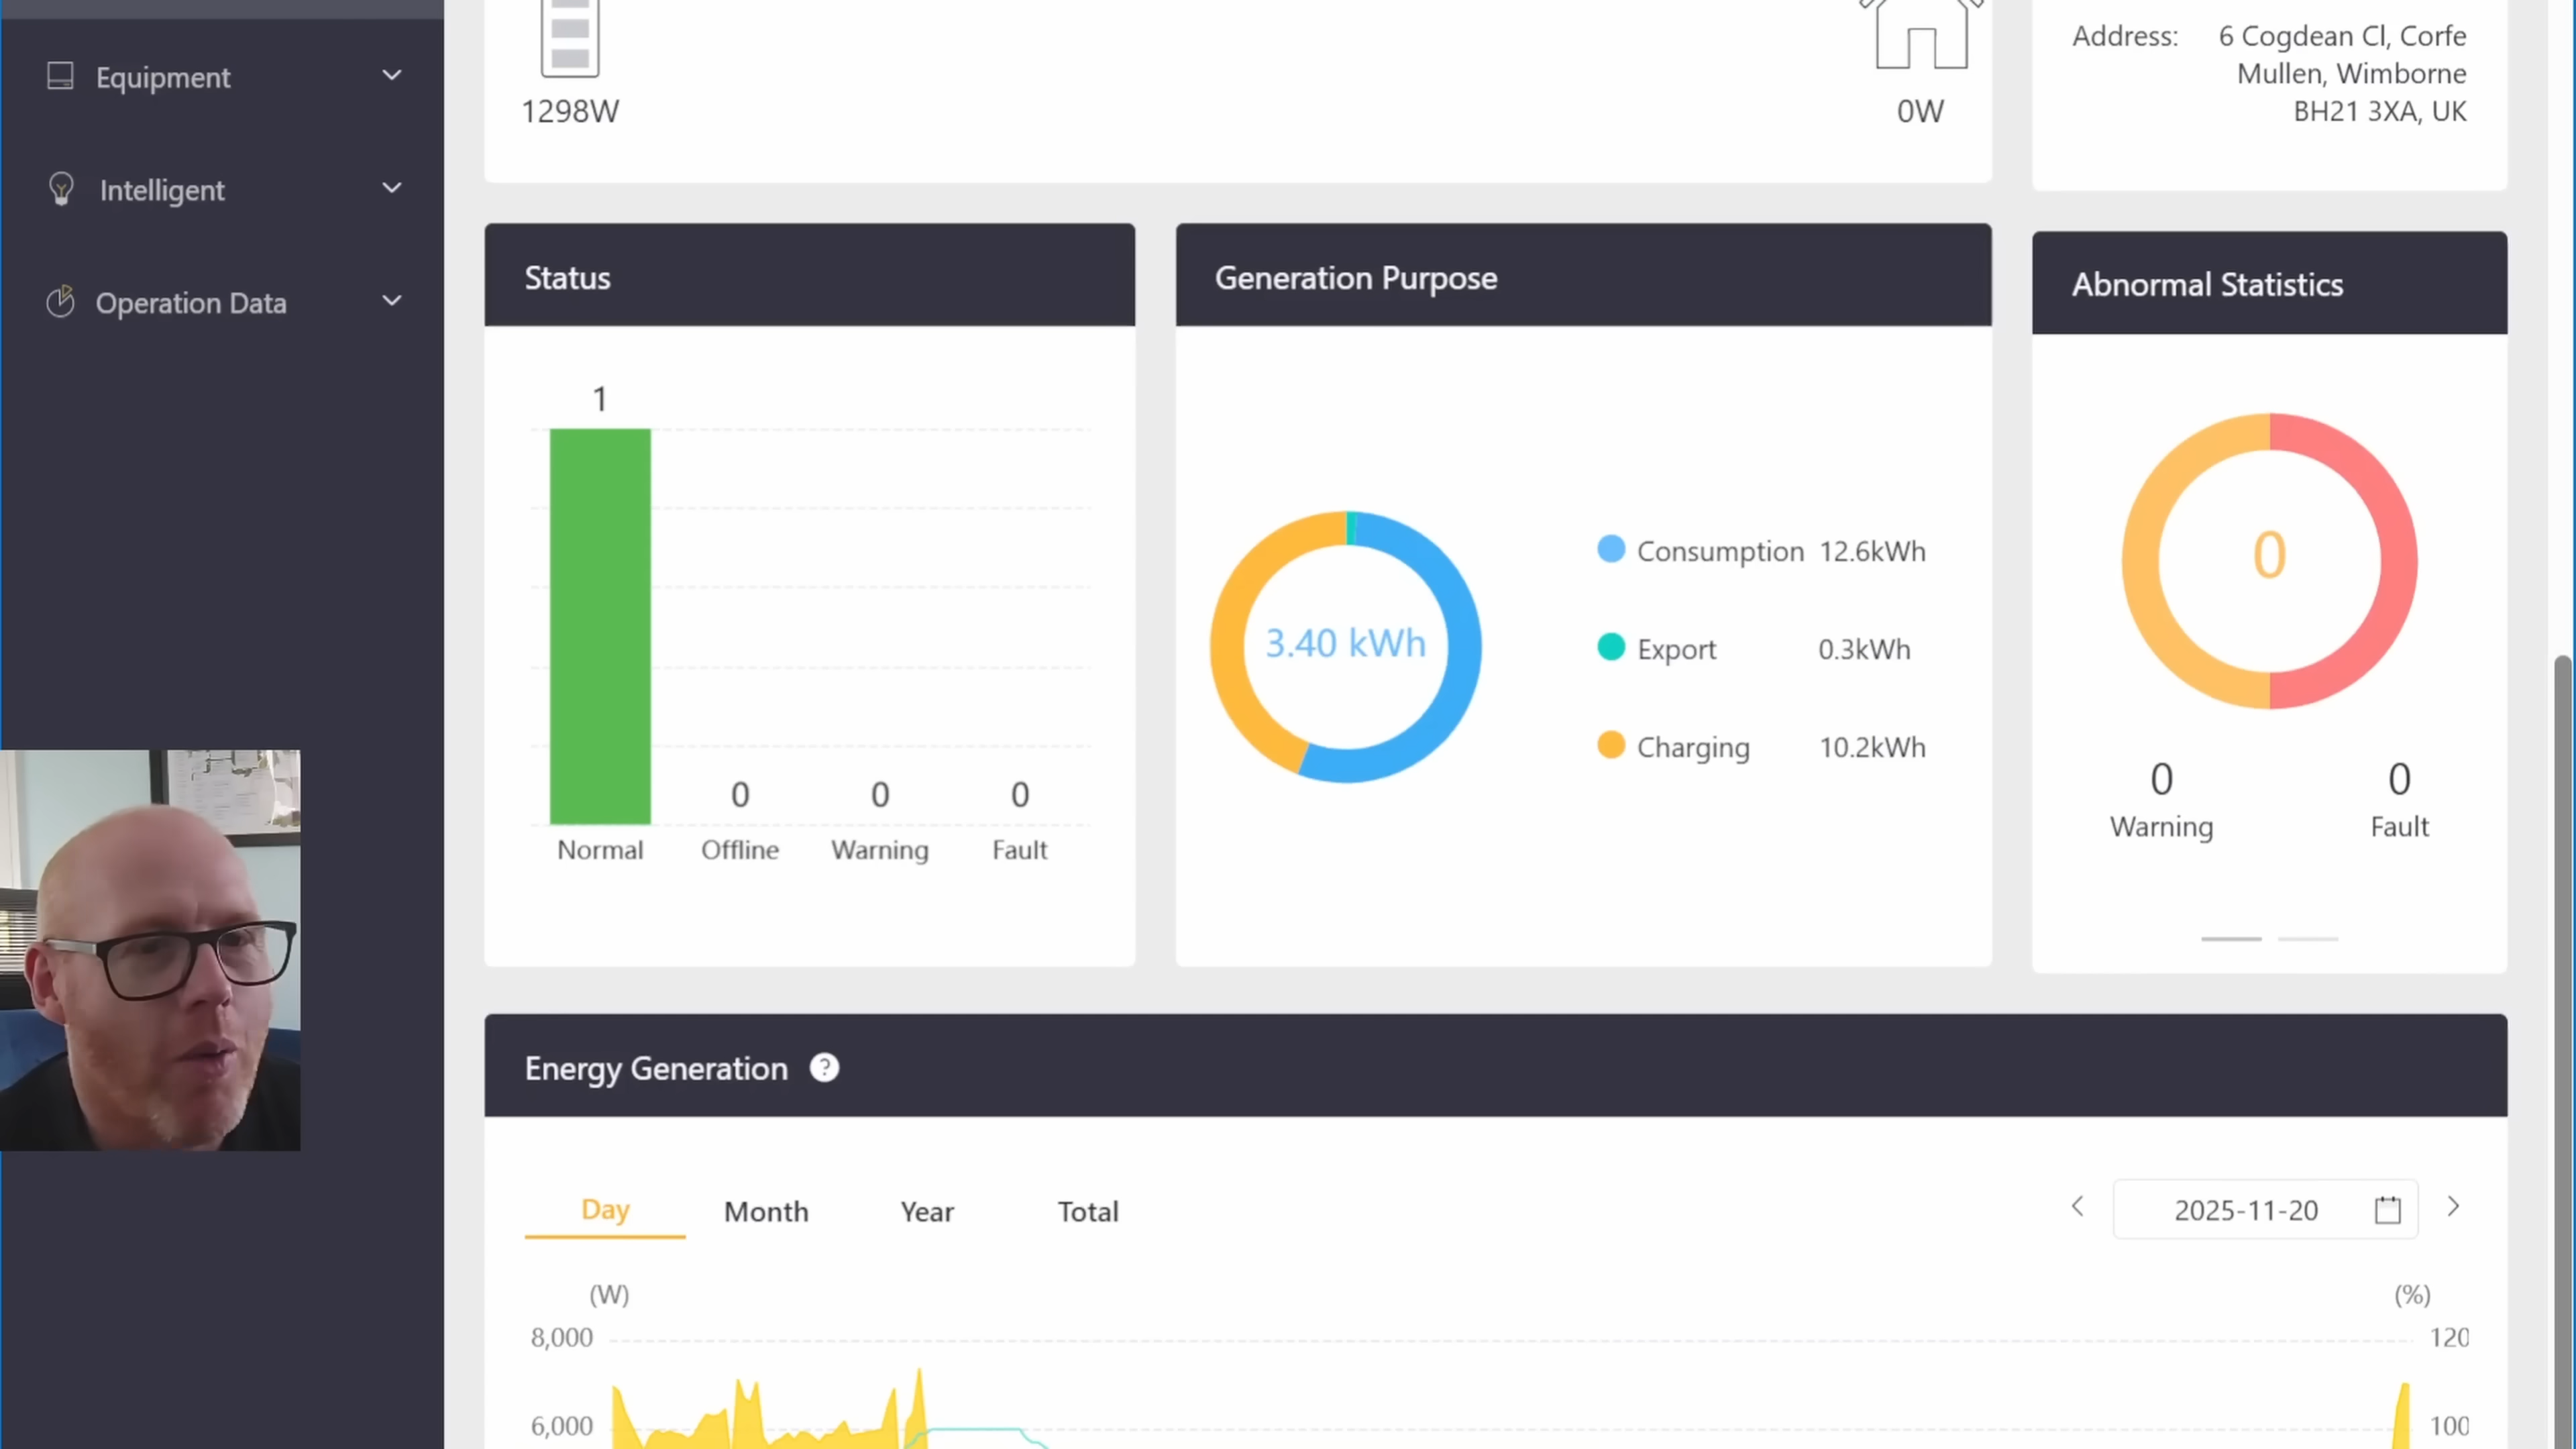 Equipment
Intelligent
Operation Data
1298W
0W
Address: 6 Cogdean Cl, Corfe
Mullen, Wimborne
BH21 3XA, UK
Status
1
0 0 0
Normal Offline Warning Fault
Generation Purpose
3.40 kWh
Consumption 12.6kWh
Export 0.3kWh
Charging 10.2kWh
Abnormal Statistics
0
0 0
Warning Fault
Energy Generation ?
Day Month Year Total
2025-11-20
(W) (%)
8,000 120
6,000 100